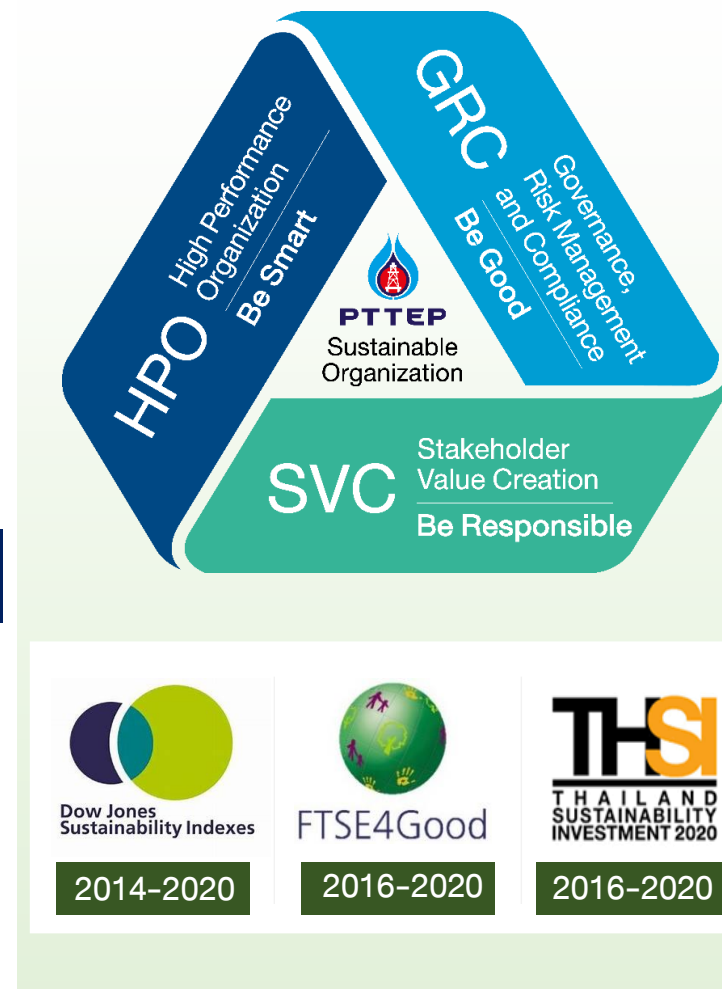 HPO
High Performance
Organization
Be Smart
GRC
Governance,
Risk Management
and Compliance
Be Good
PTTEP
Sustainable
Organization
SVC
Stakeholder
Value Creation
Be Responsible
Dow Jones
Sustainability Indexes
2014-2020
FTSE4Good
2016-2020
THSI
THAILAND
SUSTAINABILITY
INVESTMENT 2020
2016-2020